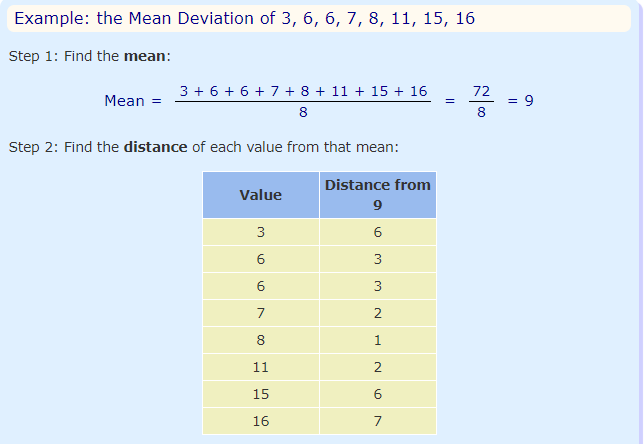 Example: the Mean Deviation of 3, 6, 6, 7, 8, 11, 15, 16
Step 1: Find the mean:
Mean = 3 + 6 + 6 + 7 + 8 + 11 + 15 + 16 / 8 = 72 / 8 = 9
Step 2: Find the distance of each value from that mean:
Value Distance from 9
3 6
6 3
6 3
7 2
8 1
11 2
15 6
16 7